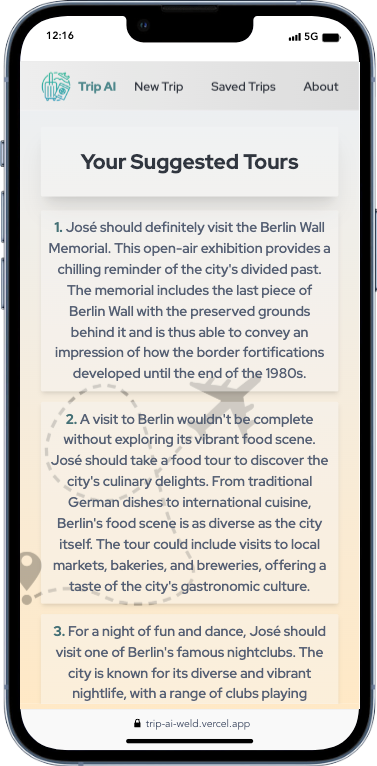 12:16
5G
Trip AI New Trip Saved Trips About
Your Suggested Tours
1. José should definitely visit the Berlin Wall
Memorial. This open-air exhibition provides a
chilling reminder of the city's divided past.
The memorial includes the last piece of
Berlin Wall with the preserved grounds
behind it and is thus able to convey an
impression of how the border fortifications
developed until the end of the 1980s.
2. A visit to Berlin wouldn't be complete
without exploring its vibrant food scene.
José should take a food tour to discover the
city's culinary delights. From traditional
German dishes to international cuisine,
Berlin's food scene is as diverse as the city
itself. The tour could include visits to local
markets, bakeries, and breweries, offering a
taste of the city's gastronomic culture.
3. For a night of fun and dance, José should
visit one of Berlin's famous nightclubs. The
city is known for its diverse and vibrant
nightlife, with a range of clubs playing
trip-ai-weld.vercel.app